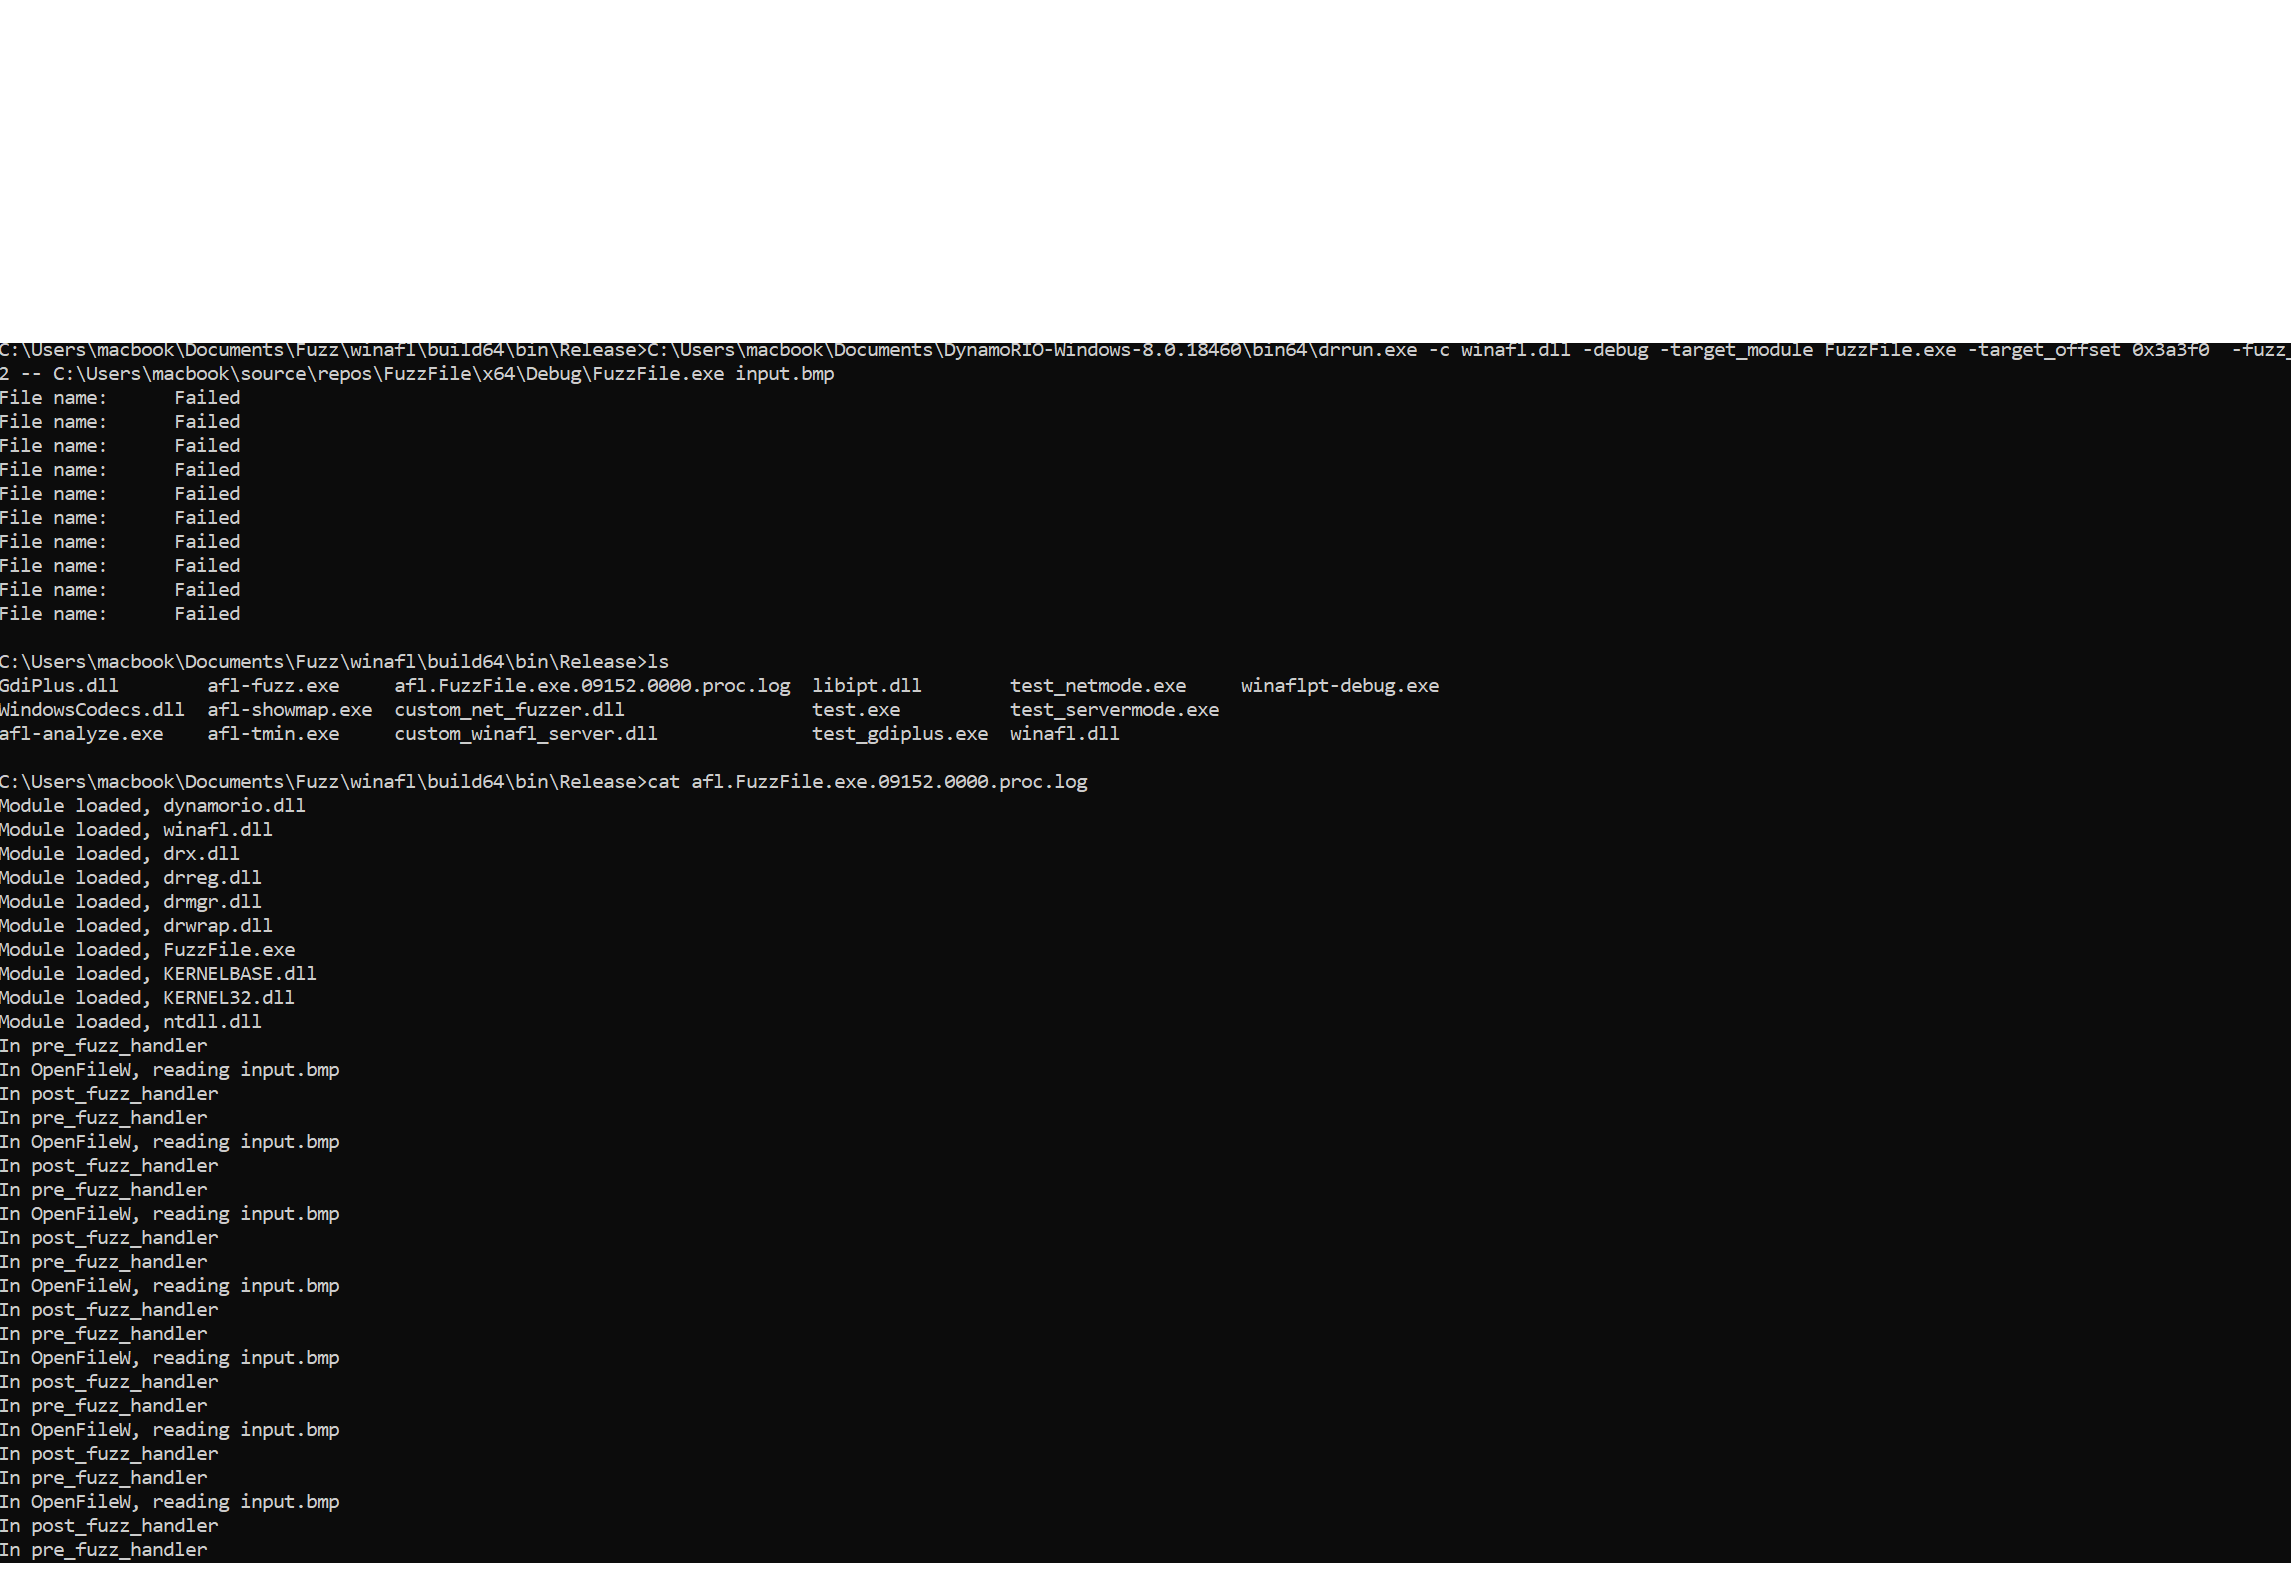 C:\Users\macbook\Documents\Fuzz\winafl\build64\bin\Release>C:\Users\macbook\Documents\DynamoRIO-Windows-8.0.18460\bin64\drrun.exe -c winafl.dll -debug -target_module FuzzFile.exe -target_offset 0x3a3f0  -fuzz_
2 -- C:\Users\macbook\source\repos\FuzzFile\x64\Debug\FuzzFile.exe input.bmp
File name:      Failed
File name:      Failed
File name:      Failed
File name:      Failed
File name:      Failed
File name:      Failed
File name:      Failed
File name:      Failed
File name:      Failed
File name:      Failed
C:\Users\macbook\Documents\Fuzz\winafl\build64\bin\Release>ls
GdiPlus.dll        afl-fuzz.exe     afl.FuzzFile.exe.09152.0000.proc.log  libipt.dll        test_netmode.exe     winaflpt-debug.exe
WindowsCodecs.dll  afl-showmap.exe  custom_net_fuzzer.dll                 test.exe          test_servermode.exe
afl-analyze.exe    afl-tmin.exe     custom_winafl_server.dll              test_gdiplus.exe  winafl.dll
C:\Users\macbook\Documents\Fuzz\winafl\build64\bin\Release>cat afl.FuzzFile.exe.09152.0000.proc.log
Module loaded, dynamorio.dll
Module loaded, winafl.dll
Module loaded, drx.dll
Module loaded, drreg.dll
Module loaded, drmgr.dll
Module loaded, drwrap.dll
Module loaded, FuzzFile.exe
Module loaded, KERNELBASE.dll
Module loaded, KERNEL32.dll
Module loaded, ntdll.dll
In pre_fuzz_handler
In OpenFileW, reading input.bmp
In post_fuzz_handler
In pre_fuzz_handler
In OpenFileW, reading input.bmp
In post_fuzz_handler
In pre_fuzz_handler
In OpenFileW, reading input.bmp
In post_fuzz_handler
In pre_fuzz_handler
In OpenFileW, reading input.bmp
In post_fuzz_handler
In pre_fuzz_handler
In OpenFileW, reading input.bmp
In post_fuzz_handler
In pre_fuzz_handler
In OpenFileW, reading input.bmp
In post_fuzz_handler
In pre_fuzz_handler
In OpenFileW, reading input.bmp
In post_fuzz_handler
In pre_fuzz_handler